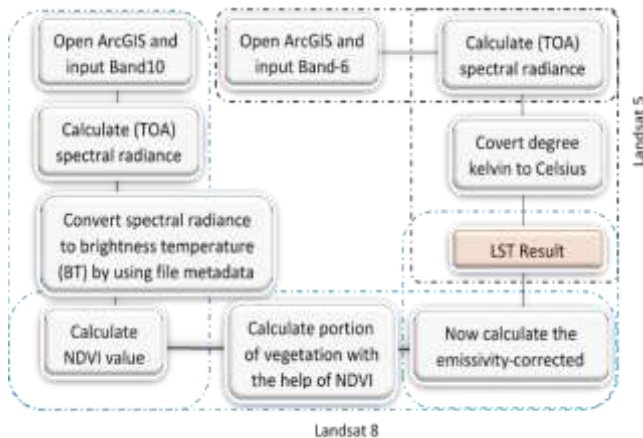 Open ArcGIS and
input Band10
Open ArcGIS and
input Band-6
Calculate (TOA)
spectral radiance
Calculate (TOA)
spectral radiance
Covert degree
kelvin to Celsius
Convert spectral radiance
to brightness temperature
(BT) by using file metadata
LST Result
Calculate
NDVI value
Calculate portion
of vegetation with
the help of NDVI
Now calculate the
emissivity-corrected
Landsat 5
Landsat 8